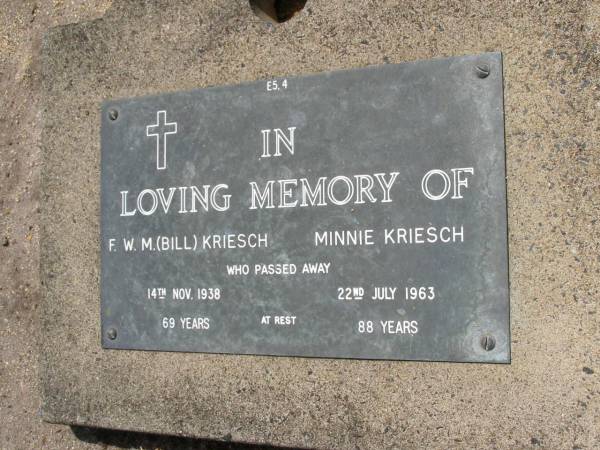 E5.4
IN
LOVING MEMORY OF
F. W. M.(BILL) KRIESCH MINNIE KRIESCH
WHO PASSED AWAY
14TH NOV. 1938 22ND JULY 1963
69 YEARS AT REST 88 YEARS